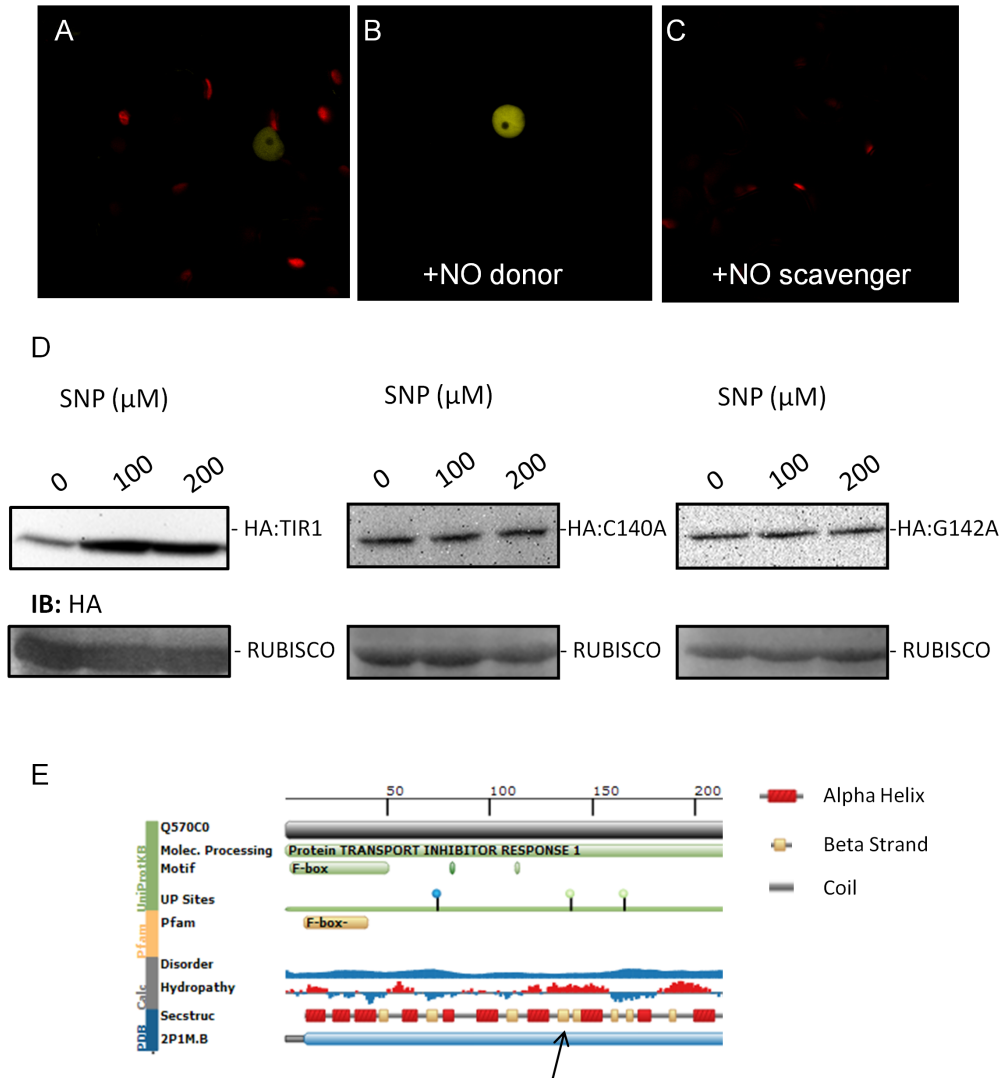 A
B
C
+NO donor
+NO scavenger
D
SNP (µM)
SNP (µM)
SNP (µM)
0
100
200
0
100
200
0
100
200
- HA:TIR1
-HA:C140A
-HA:G142A
IB: HA
- RUBISCO
- RUBISCO
- RUBISCO
E
50
100
150
200
Alpha Helix
Beta Strand
Coil
UniProtKB
Q570C0
Molec. Processing
Protein TRANSPORT INHIBITOR RESPONSE 1
Motif
F-box
UP Sites
Pfam
Pfam
F-box-
Calc
Disorder
Hydropathy
PDB
Secstruc
2P1M.B